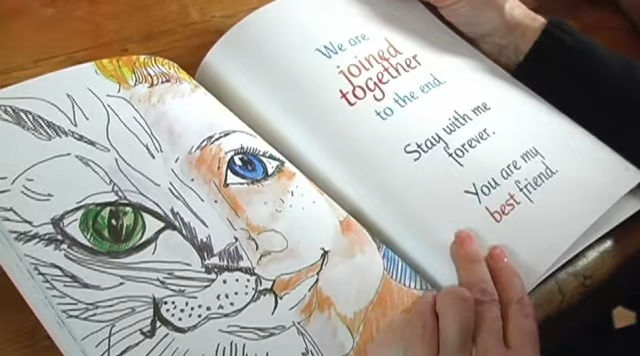 We are
joined
together
to the end.
Stay with me
forever.
You are my
best friend.